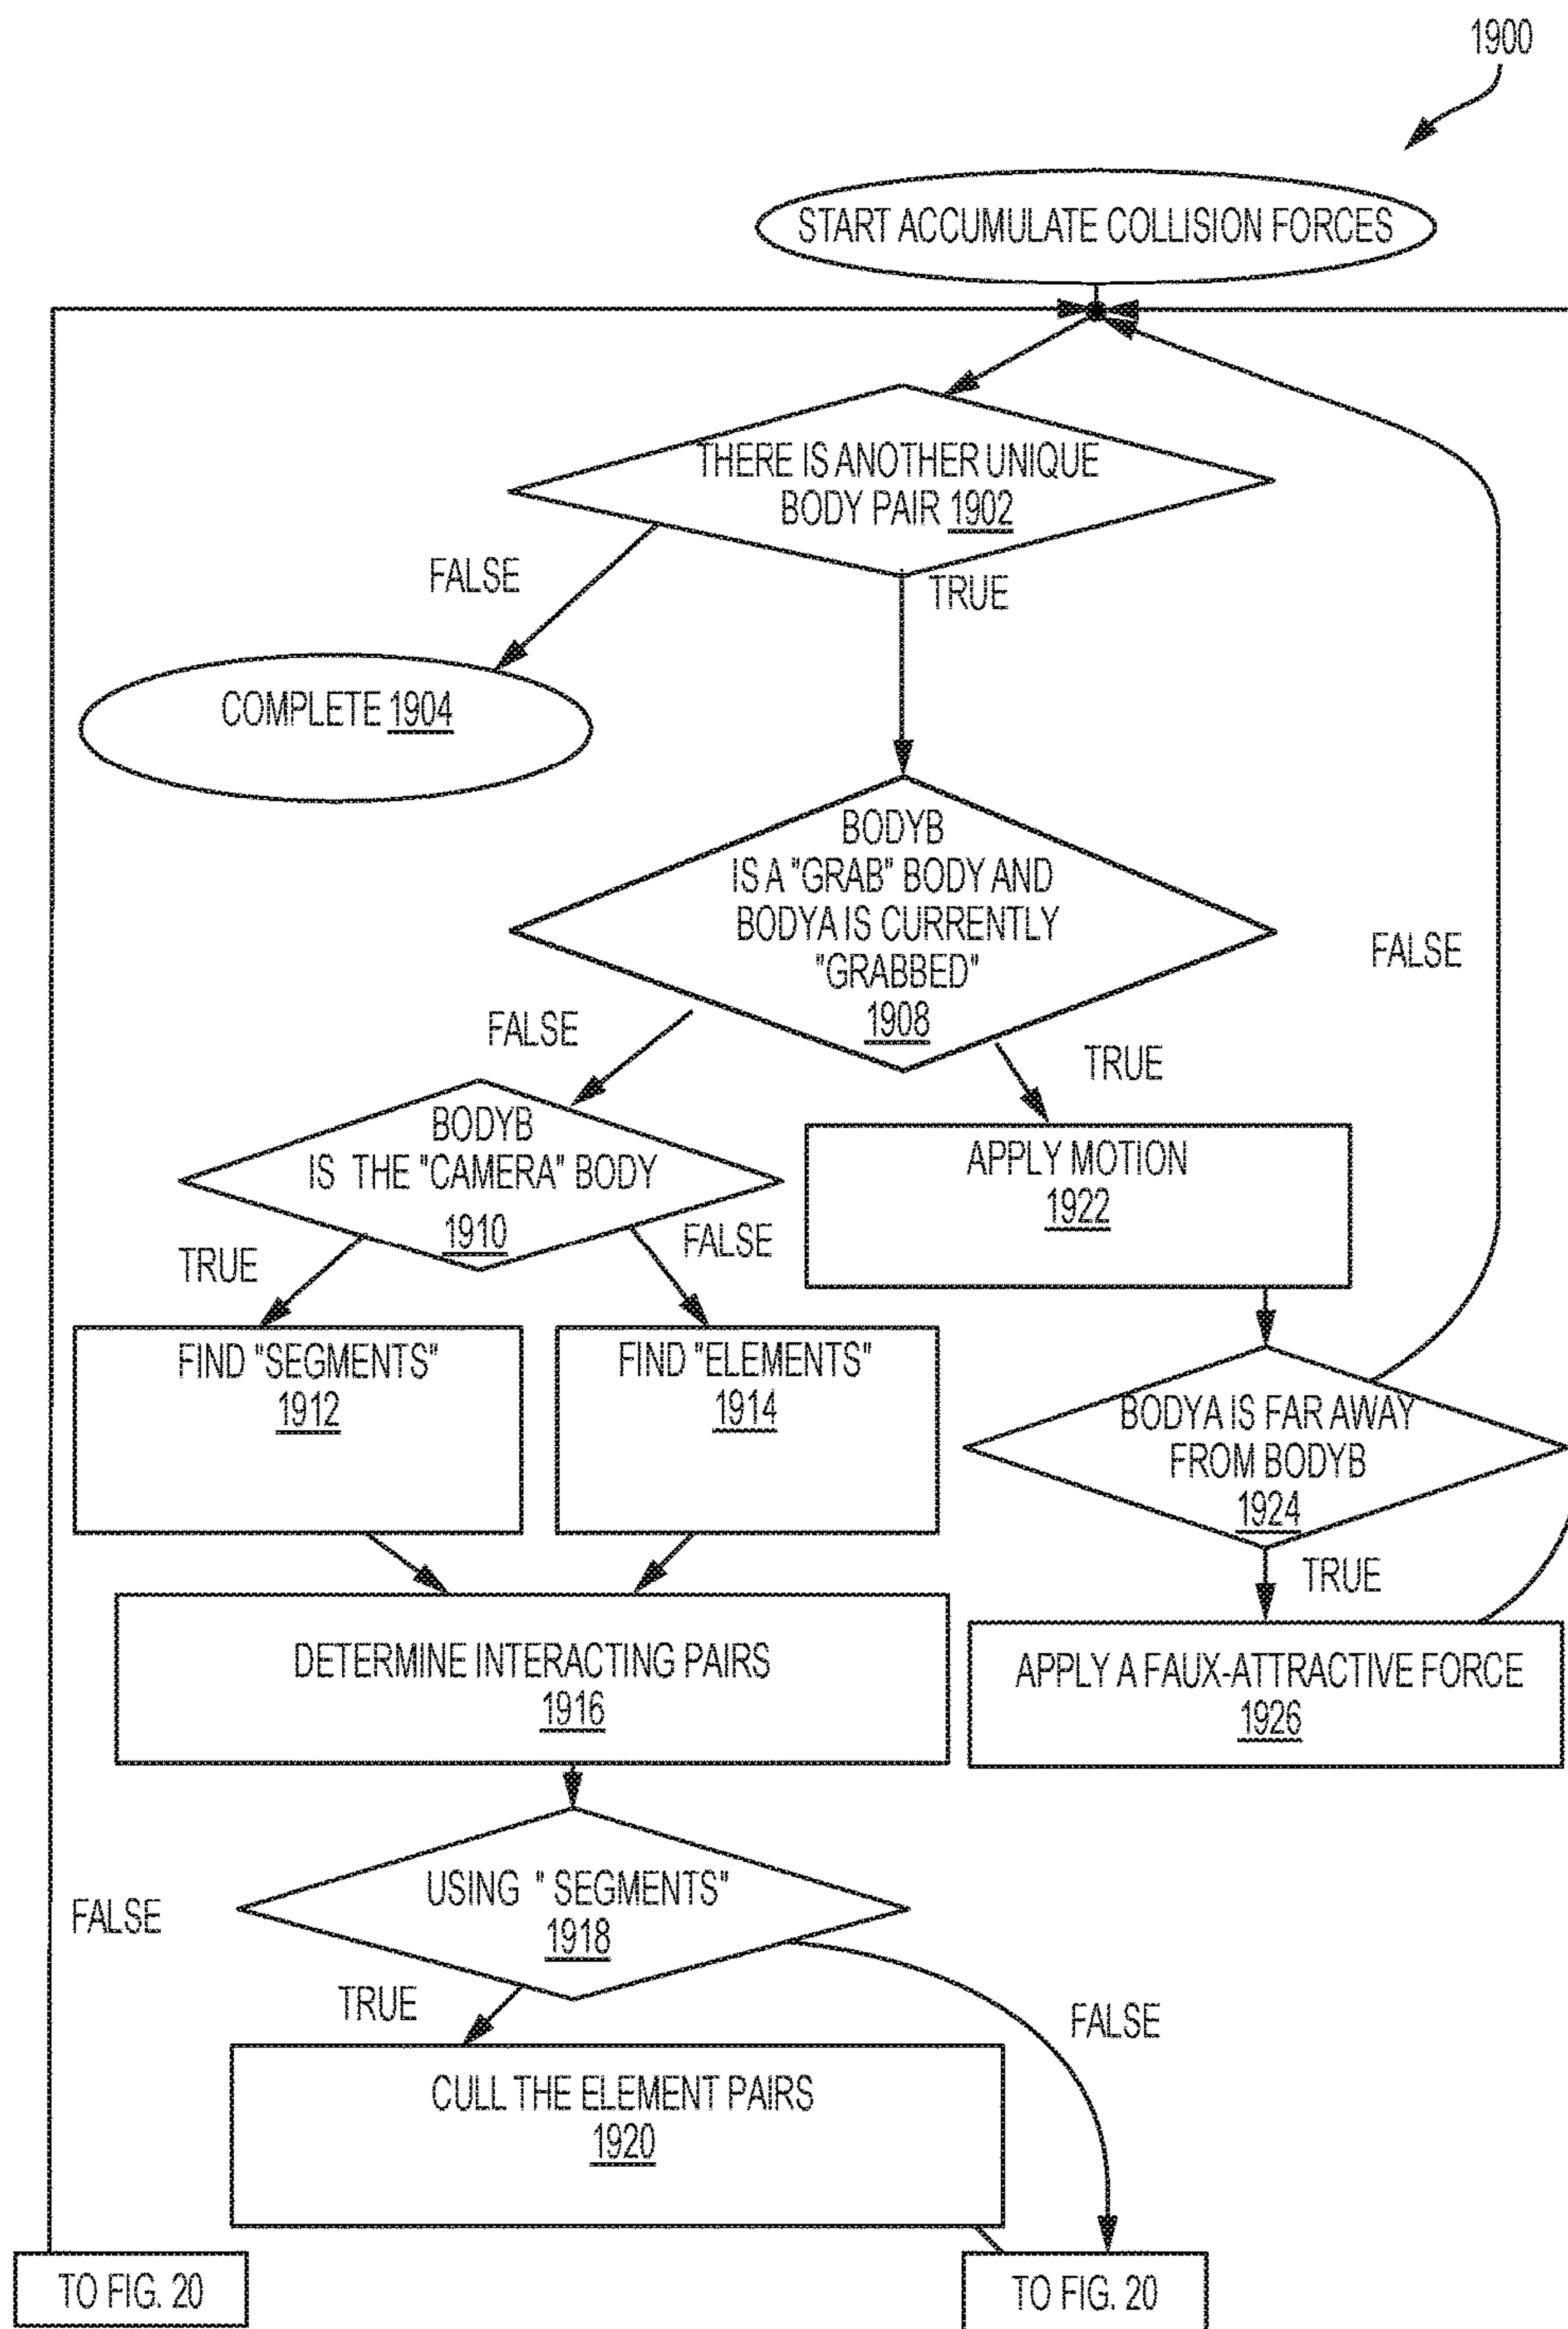 1900
START ACCUMULATE COLLISION FORCES
THERE IS ANOTHER UNIQUE
BODY PAIR 1902
FALSE
TRUE
COMPLETE 1904
BODYB
IS A "GRAB" BODY AND
BODYA IS CURRENTLY
"GRABBED"
1908
FALSE
FALSE
TRUE
BODYB
IS THE "CAMERA" BODY
1910
TRUE
FALSE
APPLY MOTION
1922
FIND "SEGMENTS"
1912
FIND "ELEMENTS"
1914
BODYA IS FAR AWAY
FROM BODYB
1924
TRUE
DETERMINE INTERACTING PAIRS
1916
APPLY A FAUX-ATTRACTIVE FORCE
1926
USING " SEGMENTS"
1918
FALSE
TRUE
FALSE
CULL THE ELEMENT PAIRS
1920
TO FIG. 20
TO FIG. 20